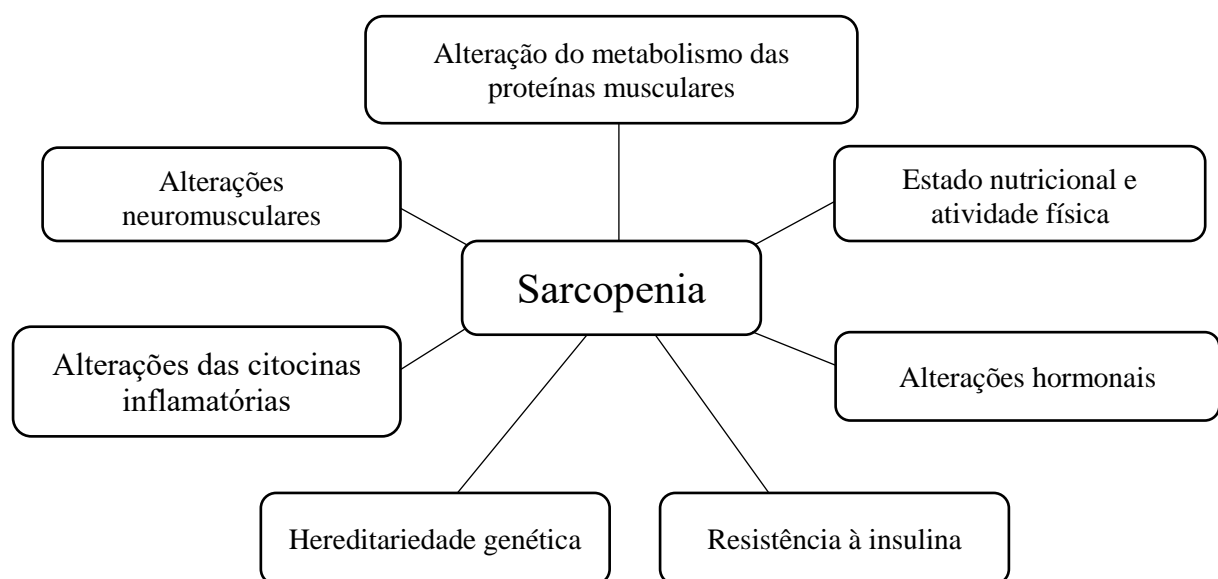 Alteração do metabolismo das
proteínas musculares
Alterações
neuromusculares
Estado nutricional e
atividade física
Sarcopenia
Alterações das citocinas
inflamatórias
Alterações hormonais
Hereditariedade genética
Resistência à insulina